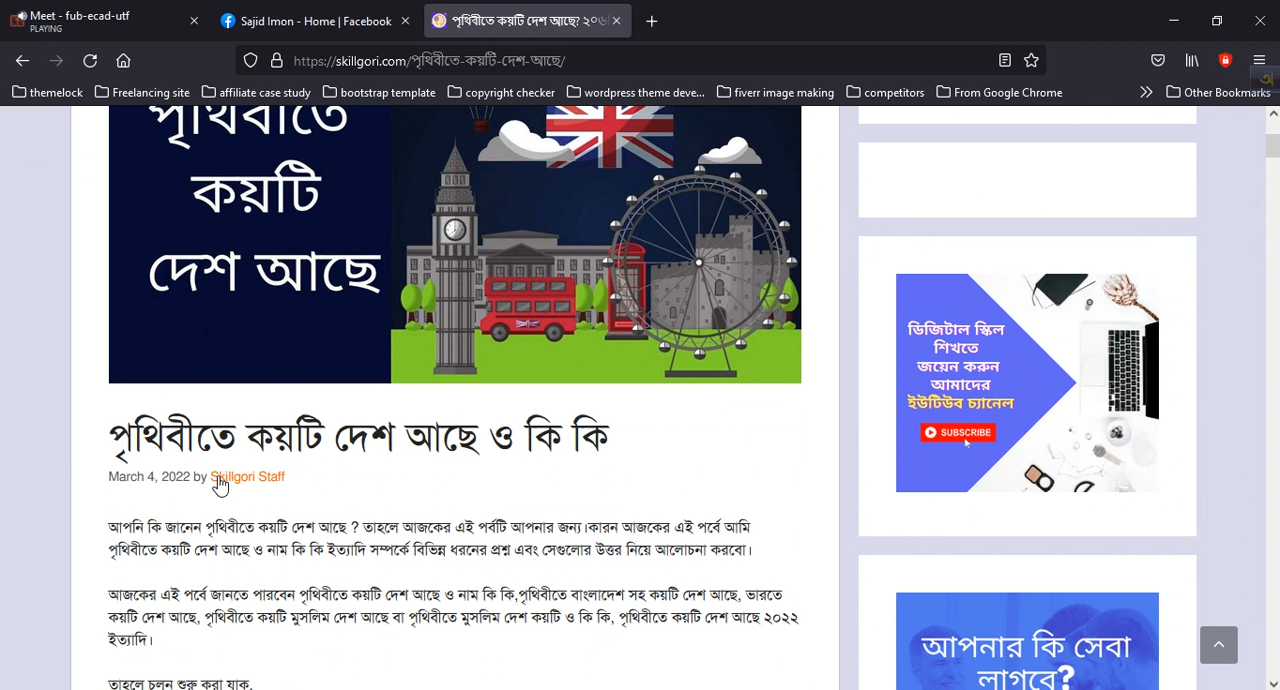 Meet - fub-ecad-utf
PLAYING
Sajid Imon - Home | Facebook
পৃথিবীতে কয়টি দেশ আছে? ২০২
https://skillgori.com/পৃথিবীতে-কয়টি-দেশ-আছে/
themelock
Freelancing site
affiliate case study
bootstrap template
copyright checker
wordpress theme deve...
fiverr image making
competitors
From Google Chrome
Other Bookmarks
পৃথিবীতে
কয়টি
দেশ আছে
পৃথিবীতে কয়টি দেশ আছে ও কি কি
March 4, 2022 by Skillgori Staff
আপনি কি জানেন পৃথিবীতে কয়টি দেশ আছে ? তাহলে আজকের এই পর্বটি আপনার জন্য।কারন আজকের এই পর্বে আমি
পৃথিবীতে কয়টি দেশ আছে ও নাম কি কি ইত্যাদি সম্পর্কে বিভিন্ন ধরনের প্রশ্ন এবং সেগুলোর উত্তর নিয়ে আলোচনা করবো।
আজকের এই পর্বে জানতে পারবেন পৃথিবীতে কয়টি দেশ আছে ও নাম কি কি,পৃথিবীতে বাংলাদেশ সহ কয়টি দেশ আছে, ভারতে
কয়টি দেশ আছে, পৃথিবীতে কয়টি মুসলিম দেশ আছে বা পৃথিবীতে মুসলিম দেশ কয়টি ও কি কি, পৃথিবীতে কয়টি দেশ আছে ২০২২
ইত্যাদি।
তাহলে চলুন শুরু করা যাক.
ডিজিটাল স্কিল
শিখতে
জয়েন করুন
আমাদের
ইউটিউব চ্যানেল
SUBSCRIBE
আপনার কি সেবা
লাগবে?